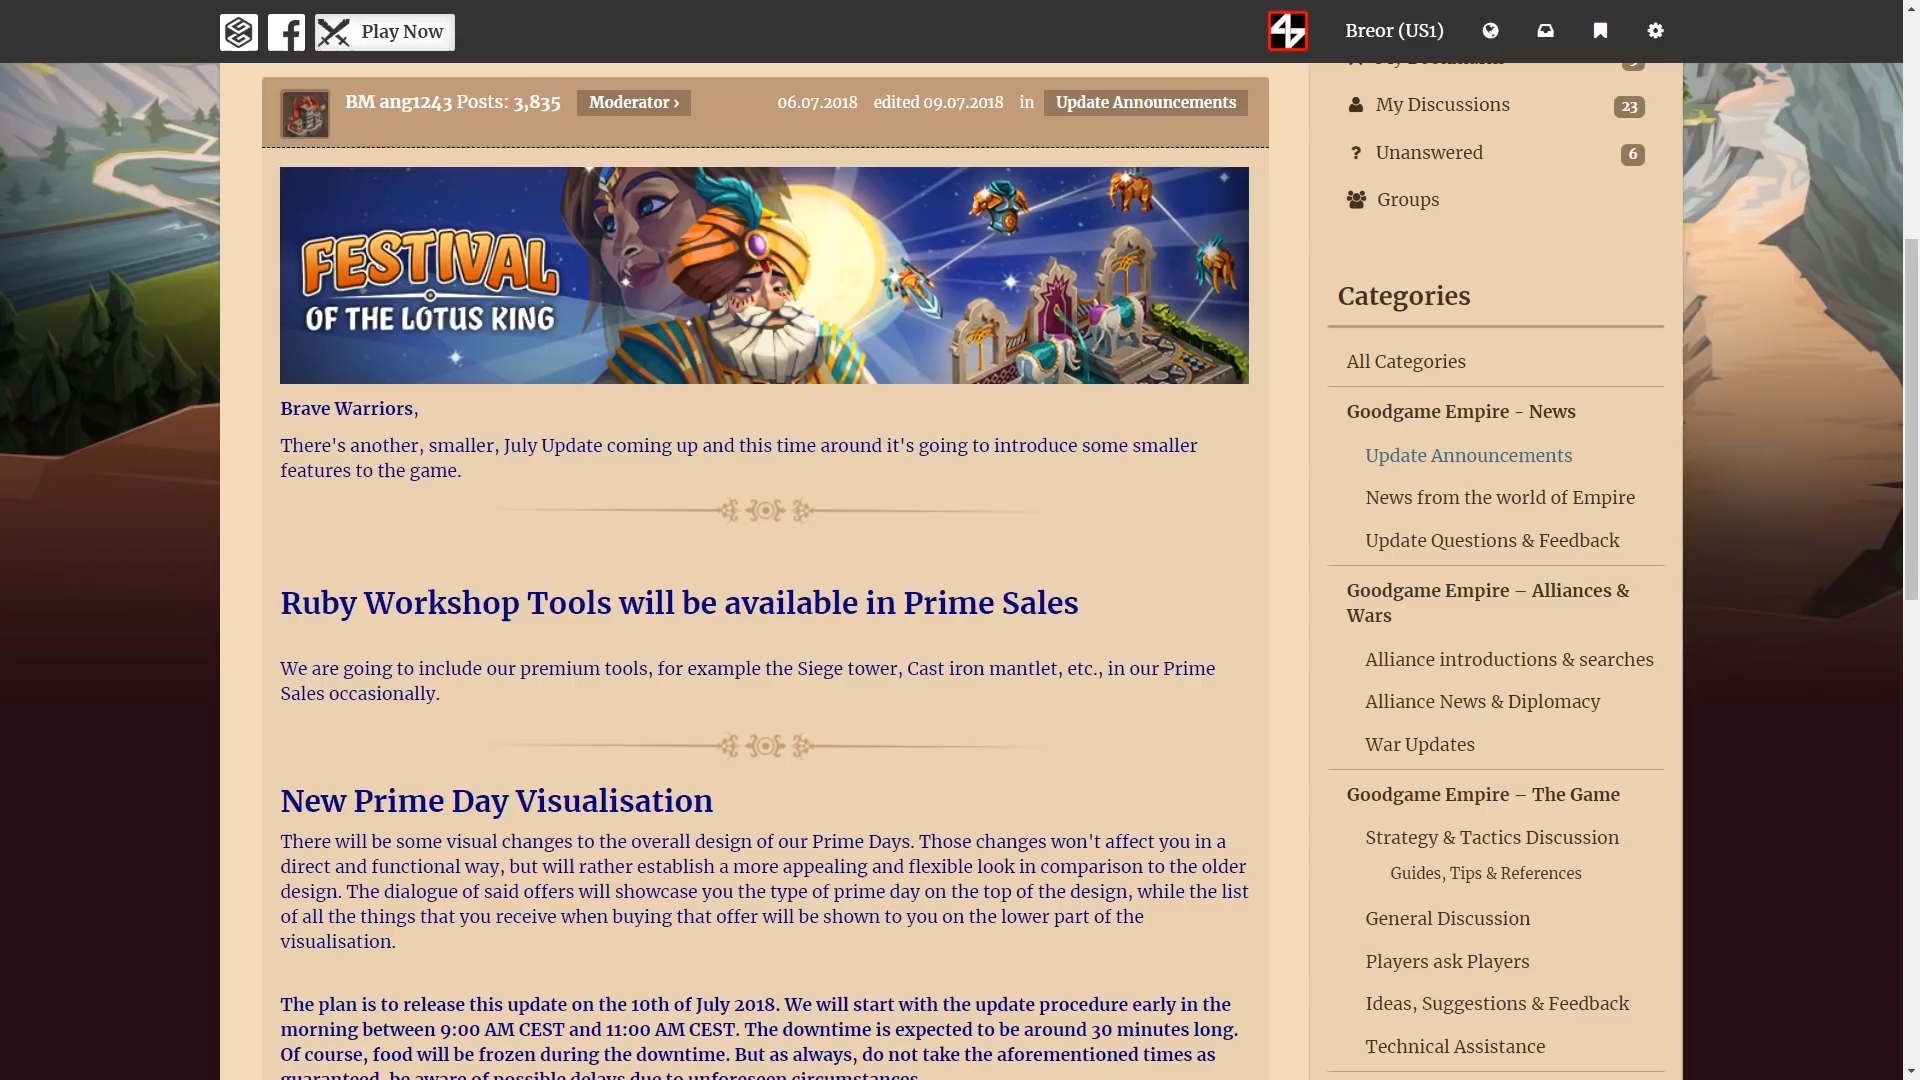 Play Now
Breor (US1)
BM ang1243 Posts: 3,835
Moderator ›
06.07.2018 edited 09.07.2018 in Update Announcements
FESTIVAL
OF THE LOTUS KING
Brave Warriors,
There's another, smaller, July Update coming up and this time around it's going to introduce some smaller
features to the game.
Ruby Workshop Tools will be available in Prime Sales
We are going to include our premium tools, for example the Siege tower, Cast iron mantlet, etc., in our Prime
Sales occasionally.
New Prime Day Visualisation
There will be some visual changes to the overall design of our Prime Days. Those changes won't affect you in a
direct and functional way, but will rather establish a more appealing and flexible look in comparison to the older
design. The dialogue of said offers will showcase you the type of prime day on the top of the design, while the list
of all the things that you receive when buying that offer will be shown to you on the lower part of the
visualisation.
The plan is to release this update on the 10th of July 2018. We will start with the update procedure early in the
morning between 9:00 AM CEST and 11:00 AM CEST. The downtime is expected to be around 30 minutes long.
Of course, food will be frozen during the downtime. But as always, do not take the aforementioned times as
guaranteed, be aware of possible delays due to unforeseen circumstances.
My Discussions 23
? Unanswered 6
Groups
Categories
All Categories
Goodgame Empire - News
Update Announcements
News from the world of Empire
Update Questions & Feedback
Goodgame Empire – Alliances &
Wars
Alliance introductions & searches
Alliance News & Diplomacy
War Updates
Goodgame Empire – The Game
Strategy & Tactics Discussion
Guides, Tips & References
General Discussion
Players ask Players
Ideas, Suggestions & Feedback
Technical Assistance